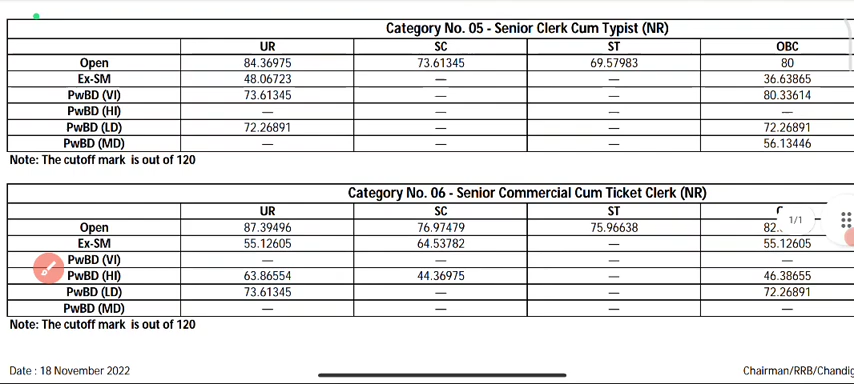 Category No. 05 - Senior Clerk Cum Typist (NR)
UR SC ST OBC
Open 84.36975 73.61345 69.57983 80
Ex-SM 48.06723 — — 36.63865
PwBD (VI) 73.61345 — — 80.33614
PwBD (HI) — — — —
PwBD (LD) 72.26891 — — 72.26891
PwBD (MD) — — — 56.13446
Note: The cutoff mark is out of 120
Category No. 06 - Senior Commercial Cum Ticket Clerk (NR)
UR SC ST
Open 87.39496 76.97479 75.96638 82.
1/1
Ex-SM 55.12605 64.53782 — 55.12605
PwBD (VI) — — — —
PwBD (HI) 63.86554 44.36975 — 46.38655
PwBD (LD) 73.61345 — — 72.26891
PwBD (MD) — — — —
Note: The cutoff mark is out of 120
Date : 18 November 2022 Chairman/RRB/Chandig